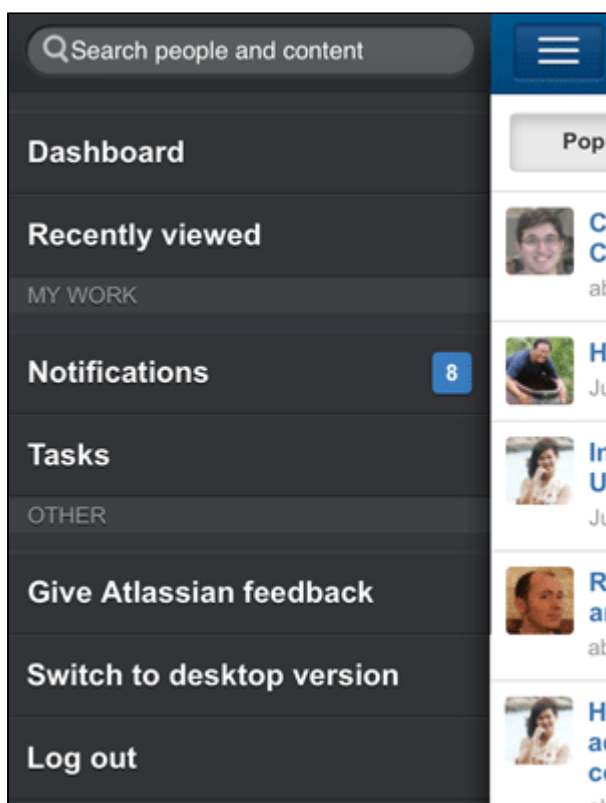 Search people and content
Dashboard
Recently viewed
MY WORK
Notifications
8
Tasks
OTHER
Give Atlassian feedback
Switch to desktop version
Log out